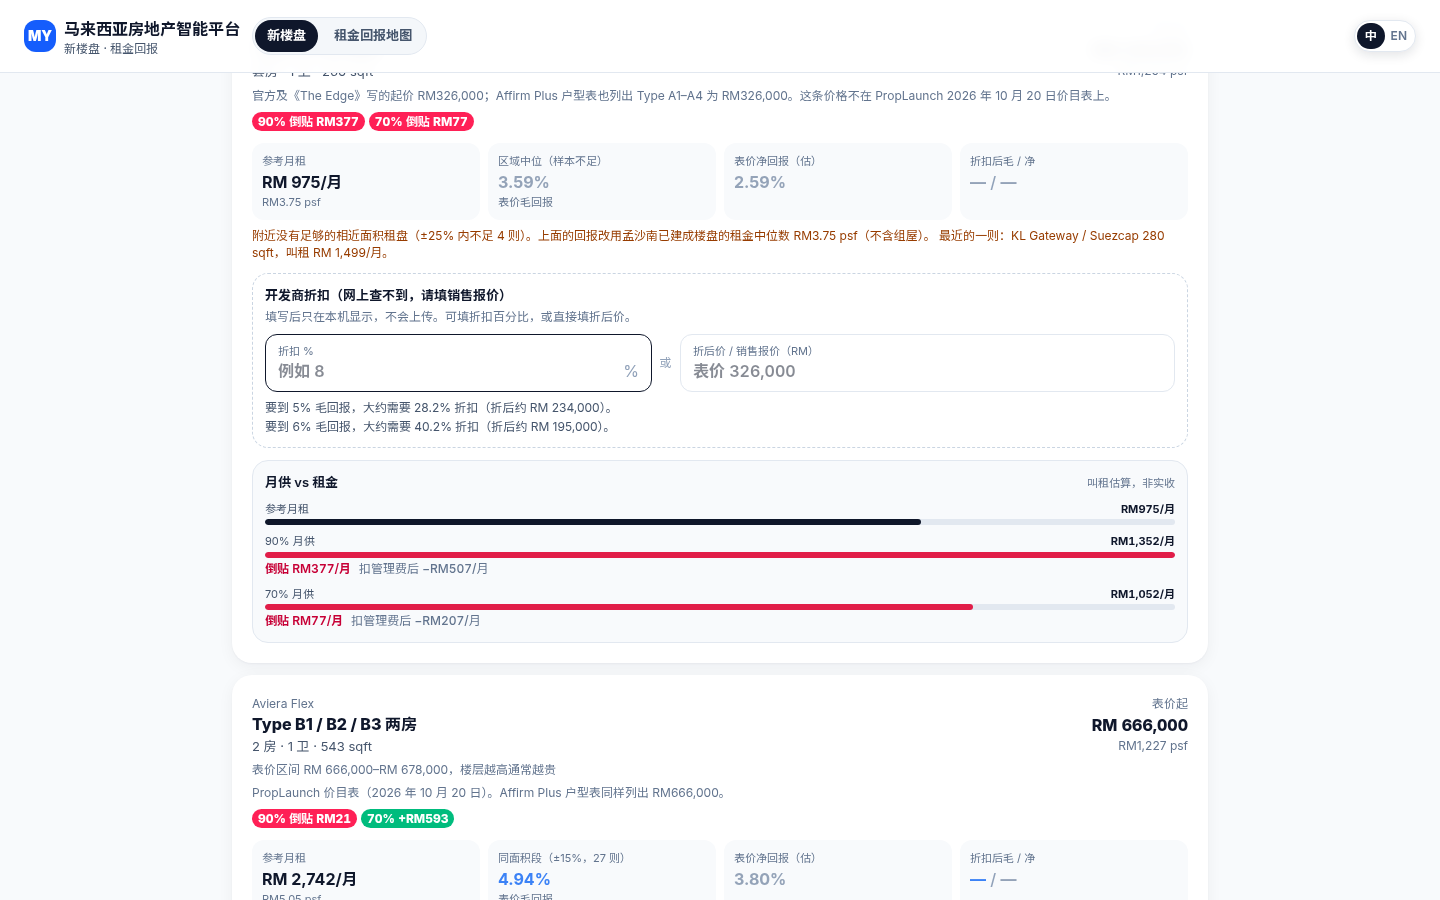 MY
马来西亚房地产智能平台
新楼盘 · 租金回报
新楼盘
租金回报地图
中
EN
官方及《The Edge》写的起价 RM326,000；Affirm Plus 户型表也列出 Type A1–A4 为 RM326,000。这条价格不在 PropLaunch 2026 年 10 月 20 日价目表上。
90% 倒贴 RM377
70% 倒贴 RM77
参考月租
RM 975/月
RM3.75 psf
区域中位（样本不足）
3.59%
表价毛回报
表价净回报（估）
2.59%
折扣后毛 / 净
— / —
附近没有足够的相近面积租盘（±25% 内不足 4 则）。上面的回报改用孟沙南已建成楼盘的租金中位数 RM3.75 psf（不含组屋）。 最近的一则：KL Gateway / Suezcap 280
sqft，叫租 RM 1,499/月。
开发商折扣（网上查不到，请填销售报价）
填写后只在本机显示，不会上传。可填折扣百分比，或直接填折后价。
折扣 %
例如 8
%
或
折后价 / 销售报价（RM）
表价 326,000
要到 5% 毛回报，大约需要 28.2% 折扣（折后约 RM 234,000）。
要到 6% 毛回报，大约需要 40.2% 折扣（折后约 RM 195,000）。
月供 vs 租金
叫租估算，非实收
参考月租
RM975/月
90% 月供
RM1,352/月
倒贴 RM377/月 扣管理费后 −RM507/月
70% 月供
RM1,052/月
倒贴 RM77/月 扣管理费后 −RM207/月
Aviera Flex
表价起
Type B1 / B2 / B3 两房
RM 666,000
2 房 · 1 卫 · 543 sqft
RM1,227 psf
表价区间 RM 666,000–RM 678,000，楼层越高通常越贵
PropLaunch 价目表（2026 年 10 月 20 日）。Affirm Plus 户型表同样列出 RM666,000。
90% 倒贴 RM21
70% +RM593
参考月租
RM 2,742/月
RM5.05 psf
同面积段（±15%，27 则）
4.94%
表价毛回报
表价净回报（估）
3.80%
折扣后毛 / 净
— / —